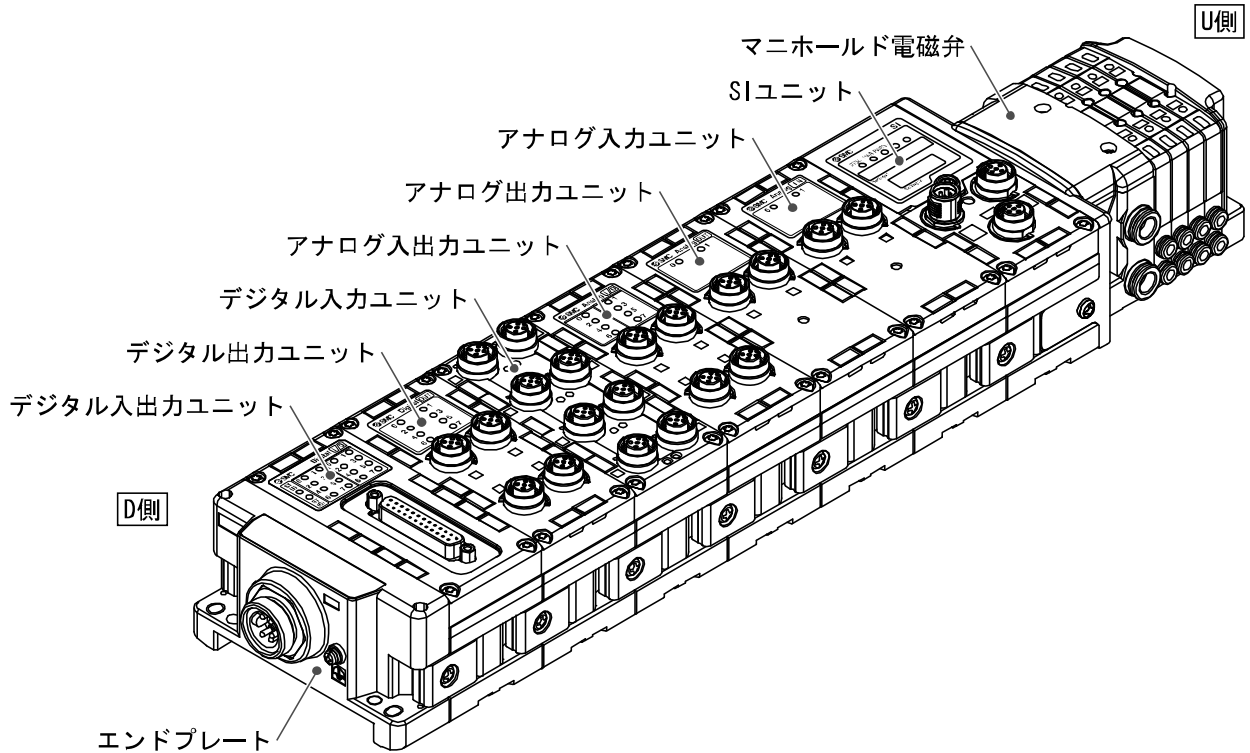 U側
マニホールド電磁弁
SIユニット
アナログ入力ユニット
アナログ出力ユニット
アナログ入出力ユニット
デジタル入力ユニット
デジタル出力ユニット
デジタル入出力ユニット
D側
エンドプレート